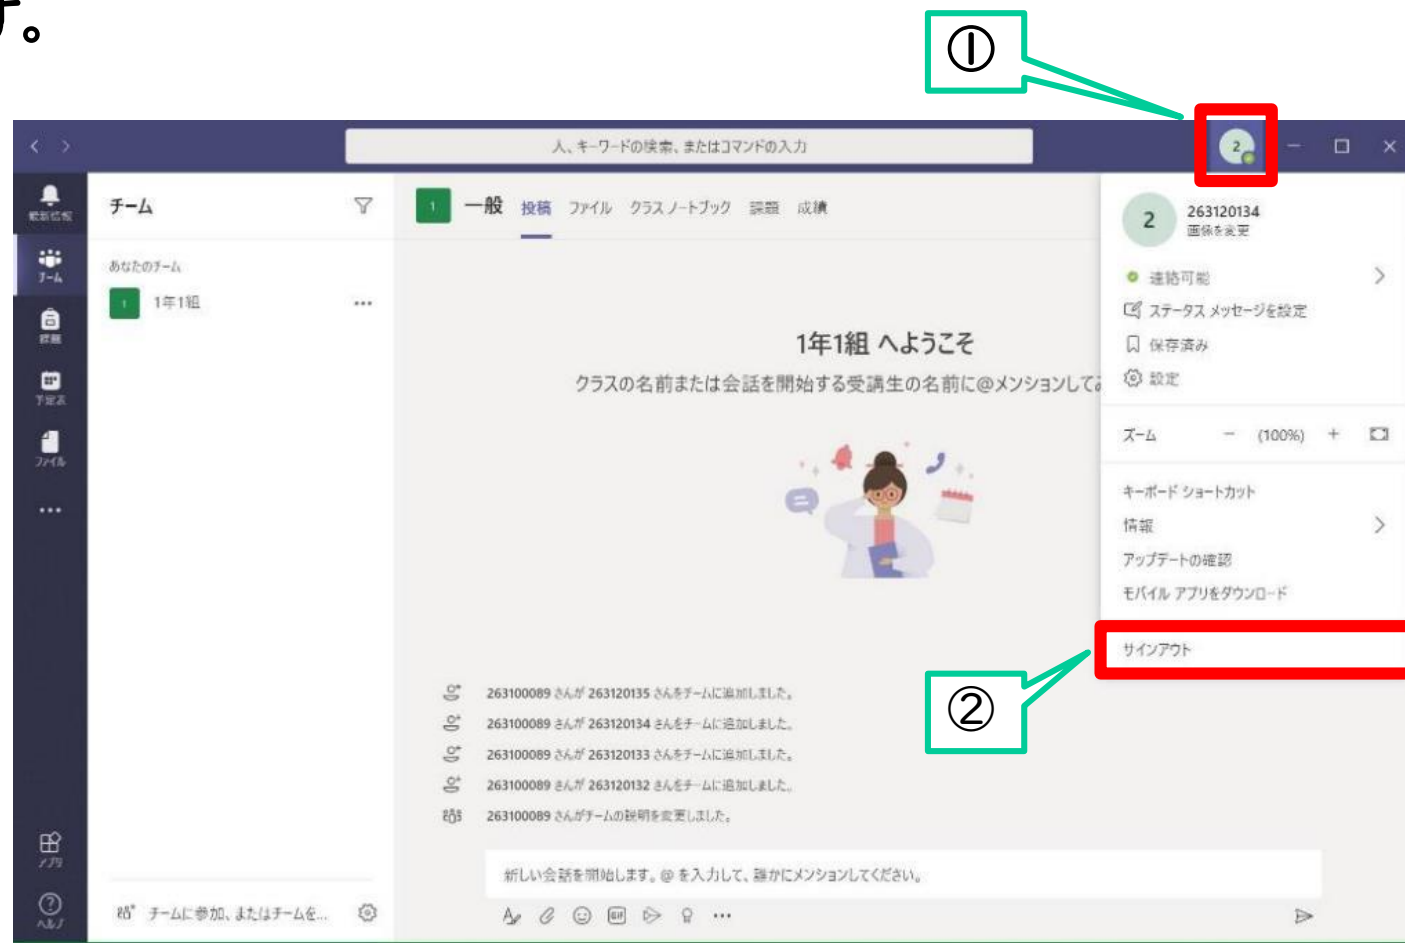 す。
①
< >
人、キーワードの検索、またはコマンドの入力
2
最新情報
チーム
課題
予定表
ファイル
アプリ
ヘルプ
チーム
あなたのチーム
1
1年1組
チームに参加、またはチームを...
1
一般 投稿 ファイル クラス ノートブック 課題 成績
1年1組 へようこそ
クラスの名前または会話を開始する受講生の名前に@メンションしてみ
263100089 さんが 263120135 さんをチームに追加しました。
263100089 さんが 263120134 さんをチームに追加しました。
263100089 さんが 263120133 さんをチームに追加しました。
263100089 さんが 263120132 さんをチームに追加しました。
263100089 さんがチームの説明を変更しました。
新しい会話を開始します。@ を入力して、誰かにメンションしてください。
GIF
2
263120134
画像を変更
連絡可能
ステータス メッセージを設定
保存済み
設定
ズーム − (100%) +
キーボード ショートカット
情報
アップデートの確認
モバイル アプリをダウンロード
サインアウト
②